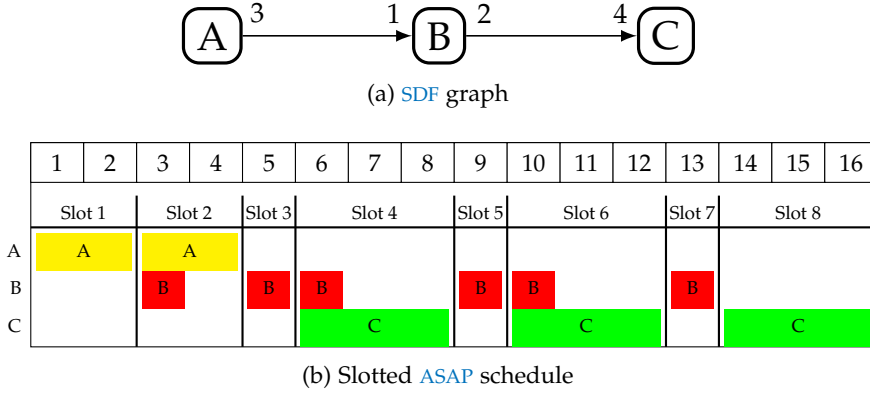 3 1 2 4
A B C
(a) SDF graph
1 2 3 4 5 6 7 8 9 10 11 12 13 14 15 16
Slot 1 Slot 2 Slot 3 Slot 4 Slot 5 Slot 6 Slot 7 Slot 8
A A A
B B B B B B B
C C C C
(b) Slotted ASAP schedule